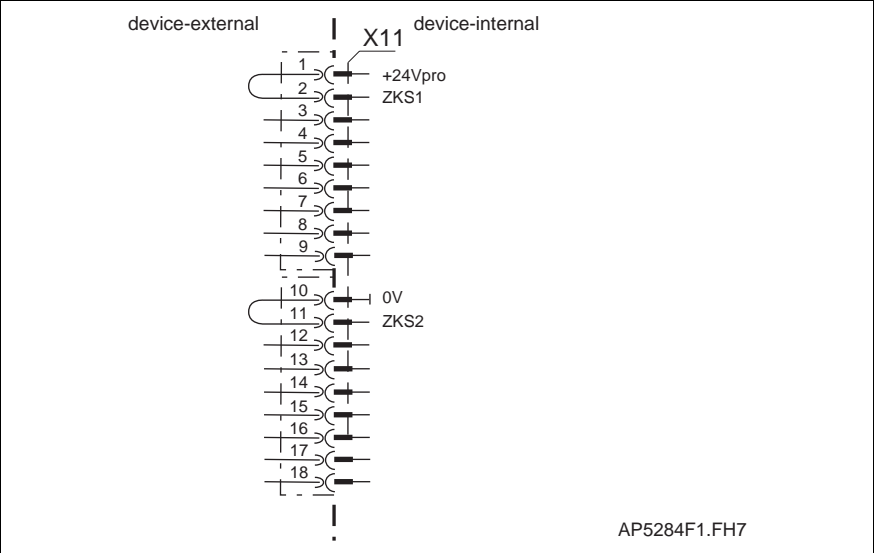 device-external
device-internal
X11
1 +24Vpro
2 ZKS1
3
4
5
6
7
8
9
10 0V
11 ZKS2
12
13
14
15
16
17
18
AP5284F1.FH7